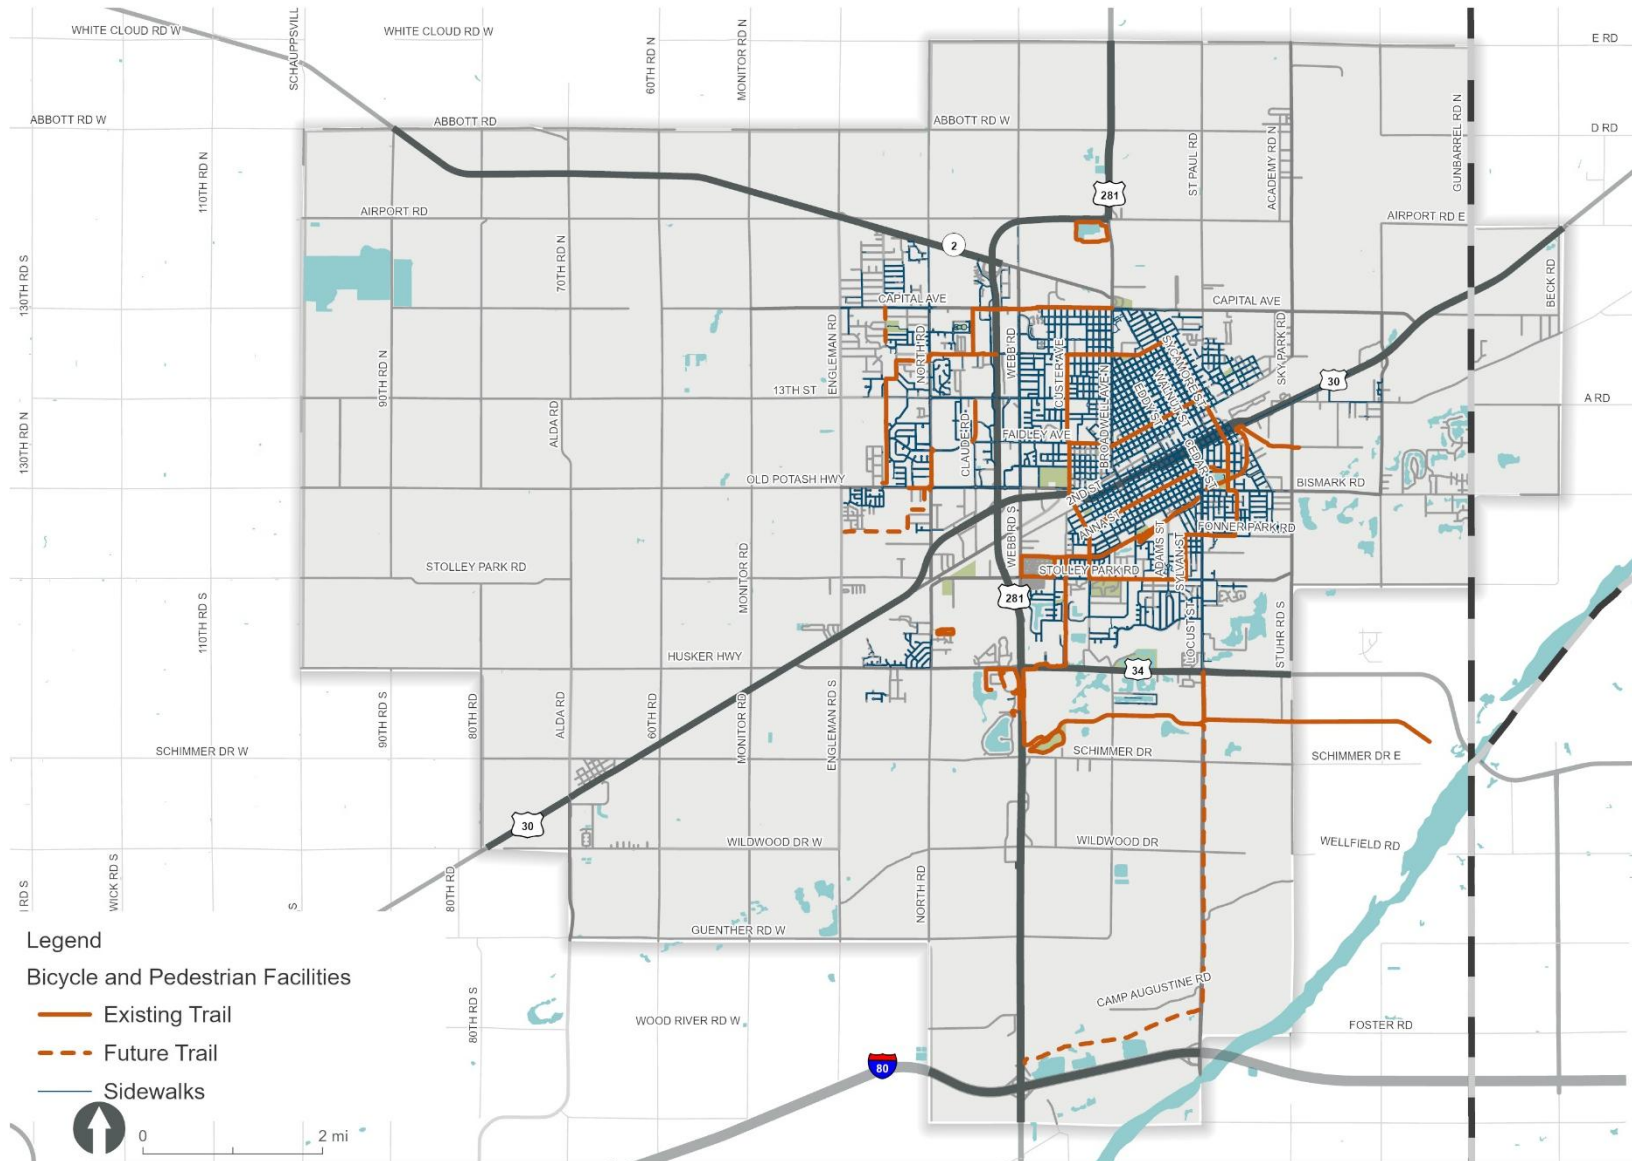 WHITE CLOUD RD W
WHITE CLOUD RD W
SCHAUPPSVILL
60TH RD N
MONITOR RD N
E RD
ABBOTT RD W
ABBOTT RD
ABBOTT RD W
D RD
GUNBARREL RD N
110TH RD N
ST PAUL RD
ACADEMY RD N
281
AIRPORT RD
AIRPORT RD E
2
70TH RD N
130TH RD S
BECK RD
CAPITAL AVE
CAPITAL AVE
ENGLEMAN RD
NORTH RD
WEBB RD
CUSTER AVE
SYCAMORE ST
SKY PARK RD
90TH RD N
13TH ST
BROADWELL AVE N
EDDY ST
WALNUT ST
30
A RD
130TH RD N
ALDA RD
CLAUDE RD
FAIDLEY AVE
CEDAR ST
OLD POTASH HWY
2ND ST
BISMARK RD
WEBB RD S
ANNA ST
ADAMS ST
SYLVAN ST
FONNER PARK RD
STOLLEY PARK RD
STOLLEY PARK RD
MONITOR RD
110TH RD S
281
LOCUST ST
STUHR RD S
HUSKER HWY
34
90TH RD S
80TH RD
ALDA RD
60TH RD
MONITOR RD
ENGLEMAN RD S
SCHIMMER DR W
SCHIMMER DR
SCHIMMER DR E
30
WILDWOOD DR W
WILDWOOD DR
WELLFIELD RD
I RD S
WICK RD S
S
80TH RD
NORTH RD
GUENTHER RD W
Legend
Bicycle and Pedestrian Facilities
Existing Trail
Future Trail
Sidewalks
80TH RD S
WOOD RIVER RD W
CAMP AUGUSTINE RD
FOSTER RD
80
0
2 mi